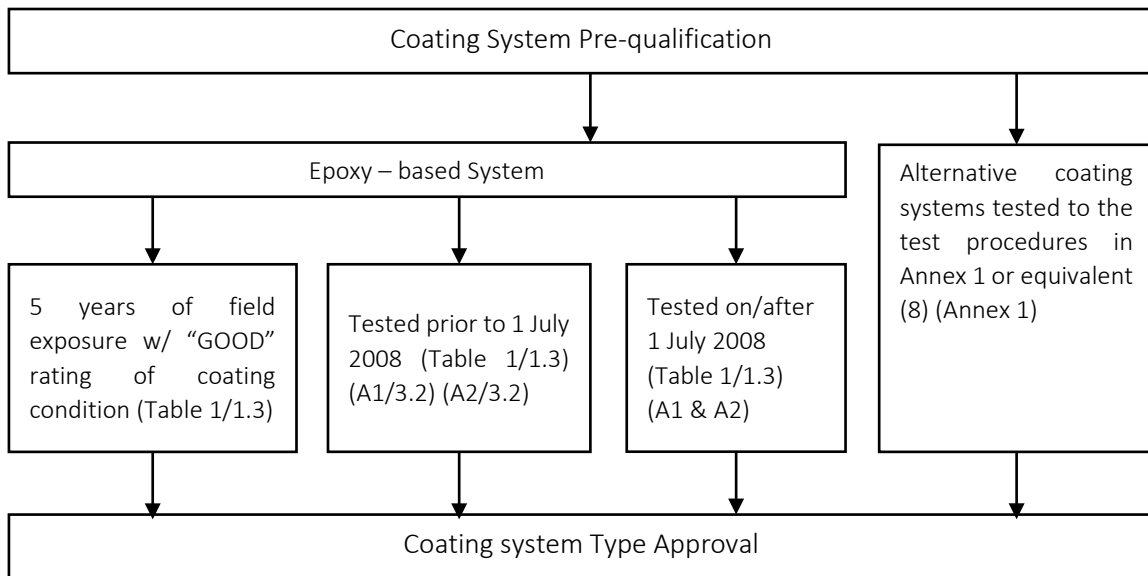 Coating System Pre-qualification
Epoxy – based System
5 years of field
exposure w/ “GOOD”
rating of coating
condition (Table 1/1.3)
Tested prior to 1 July
2008 (Table 1/1.3)
(A1/3.2) (A2/3.2)
Tested on/after
1 July 2008
(Table 1/1.3)
(A1 & A2)
Alternative coating
systems tested to the
test procedures in
Annex 1 or equivalent
(8) (Annex 1)
Coating system Type Approval